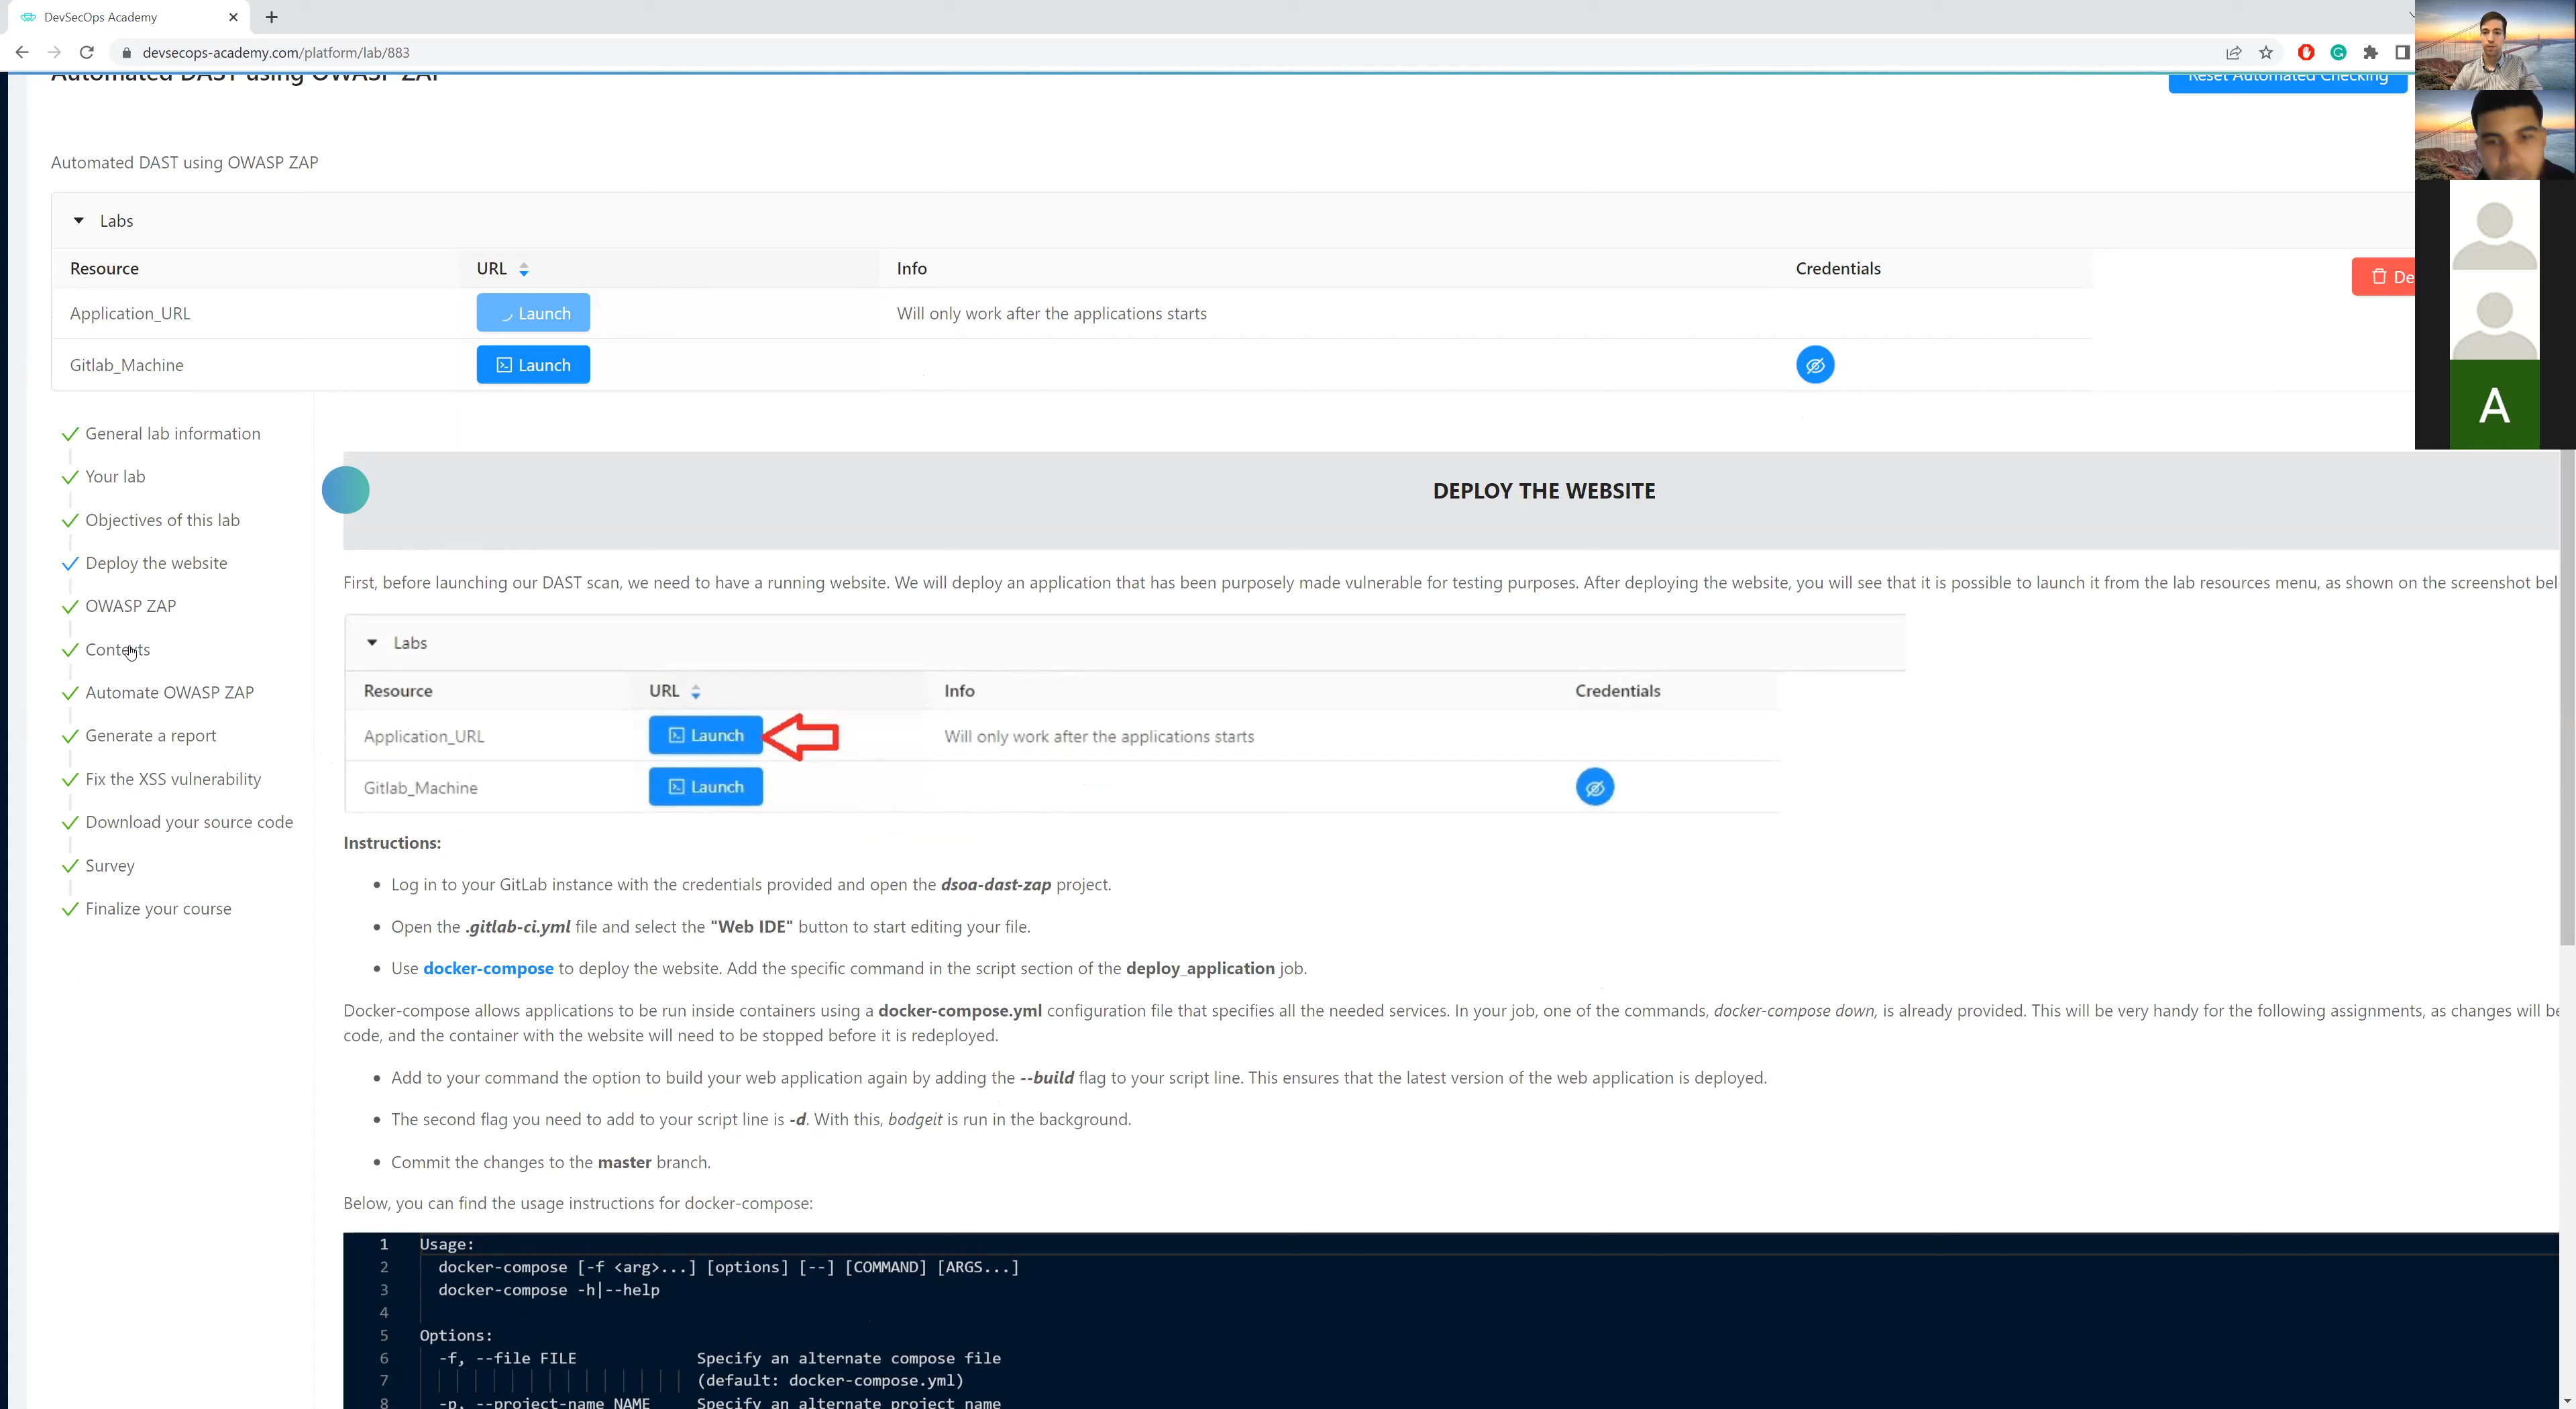 DevSecOps Academy
devsecops-academy.com/platform/lab/883
Automated DAST using OWASP ZAP
Reset Automated Checking
Automated DAST using OWASP ZAP
Labs
Resource URL Info Credentials
De
Application_URL Launch Will only work after the applications starts
Gitlab_Machine Launch
A
General lab information
Your lab
Objectives of this lab
Deploy the website
OWASP ZAP
Contexts
Automate OWASP ZAP
Generate a report
Fix the XSS vulnerability
Download your source code
Survey
Finalize your course
DEPLOY THE WEBSITE
First, before launching our DAST scan, we need to have a running website. We will deploy an application that has been purposely made vulnerable for testing purposes. After deploying the website, you will see that it is possible to launch it from the lab resources menu, as shown on the screenshot bel
Labs
Resource URL Info Credentials
Application_URL Launch Will only work after the applications starts
Gitlab_Machine Launch
Instructions:
• Log in to your GitLab instance with the credentials provided and open the dsoa-dast-zap project.
• Open the .gitlab-ci.yml file and select the "Web IDE" button to start editing your file.
• Use docker-compose to deploy the website. Add the specific command in the script section of the deploy_application job.
Docker-compose allows applications to be run inside containers using a docker-compose.yml configuration file that specifies all the needed services. In your job, one of the commands, docker-compose down, is already provided. This will be very handy for the following assignments, as changes will be
code, and the container with the website will need to be stopped before it is redeployed.
• Add to your command the option to build your web application again by adding the --build flag to your script line. This ensures that the latest version of the web application is deployed.
• The second flag you need to add to your script line is -d. With this, bodgeit is run in the background.
• Commit the changes to the master branch.
Below, you can find the usage instructions for docker-compose:
1 Usage:
2 docker-compose [-f <arg>...] [options] [--] [COMMAND] [ARGS...]
3 docker-compose -h|--help
4
5 Options:
6 -f, --file FILE Specify an alternate compose file
7 (default: docker-compose.yml)
8 -p, --project-name NAME Specify an alternate project name